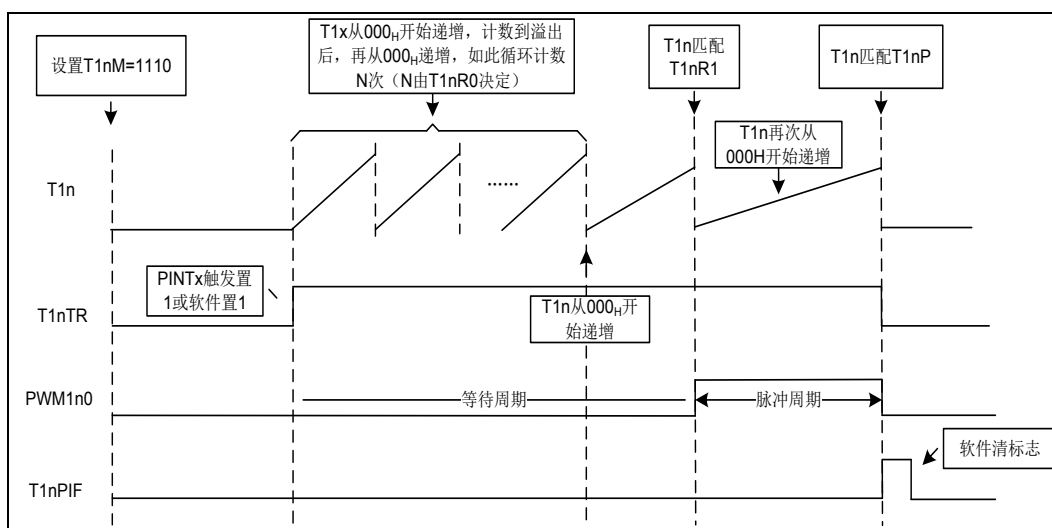 设置T1nM=1110
T1x从000H开始递增，计数到溢出
后，再从000H递增，如此循环计数
N次（N由T1nR0决定）
T1n匹配
T1nR1
T1n匹配T1nP
T1n再次从
000H开始递增
T1n
……
PINTx触发置
1或软件置1
T1nTR
T1n从000H开
始递增
PWM1n0
等待周期
脉冲周期
软件清标志
T1nPIF